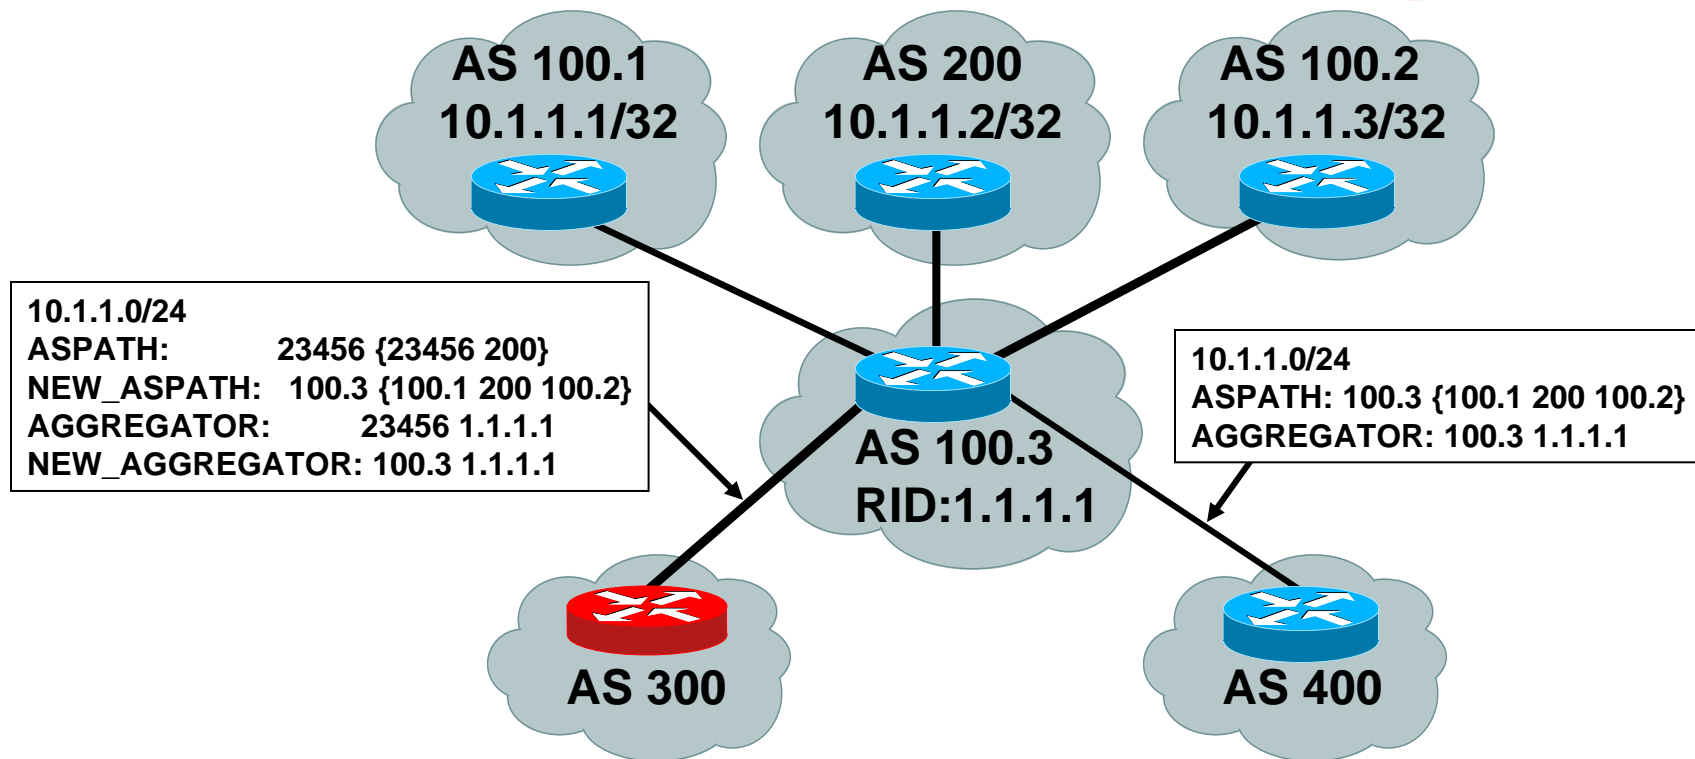 AS 100.1
10.1.1.1/32
AS 200
10.1.1.2/32
AS 100.2
10.1.1.3/32
10.1.1.0/24
ASPATH: 23456 {23456 200}
NEW_ASPATH: 100.3 {100.1 200 100.2}
AGGREGATOR: 23456 1.1.1.1
NEW_AGGREGATOR: 100.3 1.1.1.1
10.1.1.0/24
ASPATH: 100.3 {100.1 200 100.2}
AGGREGATOR: 100.3 1.1.1.1
AS 100.3
RID:1.1.1.1
AS 300
AS 400